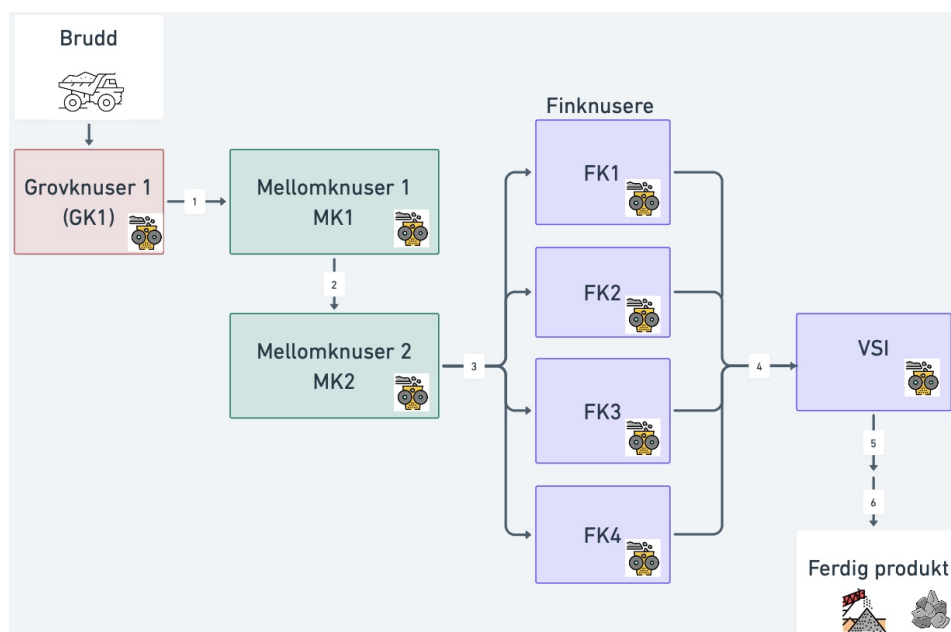 Brudd
Grovknuser 1
(GK1)
1
Mellomknuser 1
MK1
2
Mellomknuser 2
MK2
3
Finknusere
FK1
FK2
FK3
FK4
4
VSI
5
6
Ferdig produkt